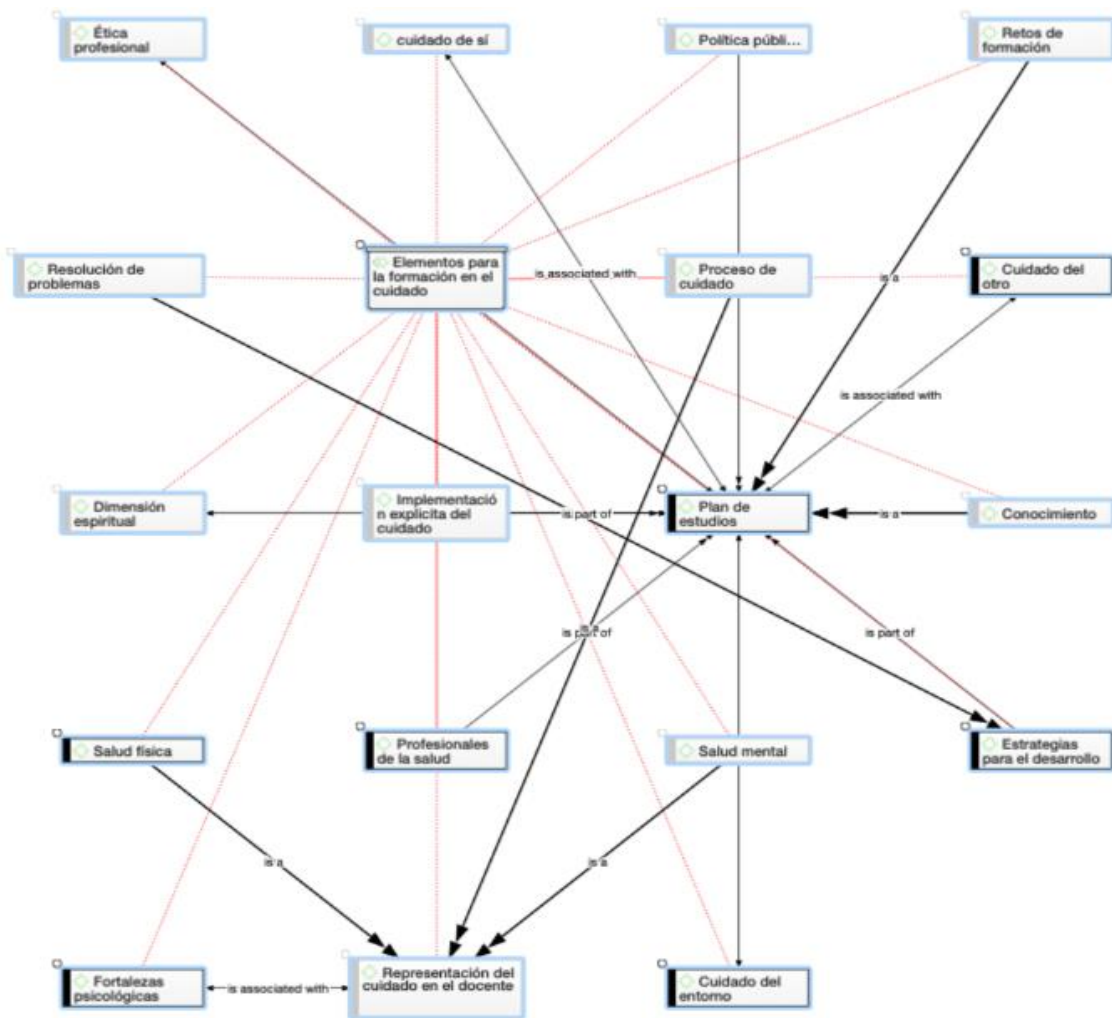 Ética
profesional
cuidado de sí
Política públi...
Retos de
formación
Resolución de
problemas
Elementos para
la formación en el
cuidado
is associated with
Proceso de
cuidado
is a
Cuidado del
otro
is associated with
Dimensión
espiritual
Implementació
n explicita del
cuidado
is part of
Plan de
estudios
is a
Conocimiento
is a
is part of
is part of
Salud física
Profesionales
de la salud
Salud mental
Estrategias
para el desarrollo
is a
is a
Fortalezas
psicológicas
is associated with
Representación del
cuidado en el docente
Cuidado del
entorno